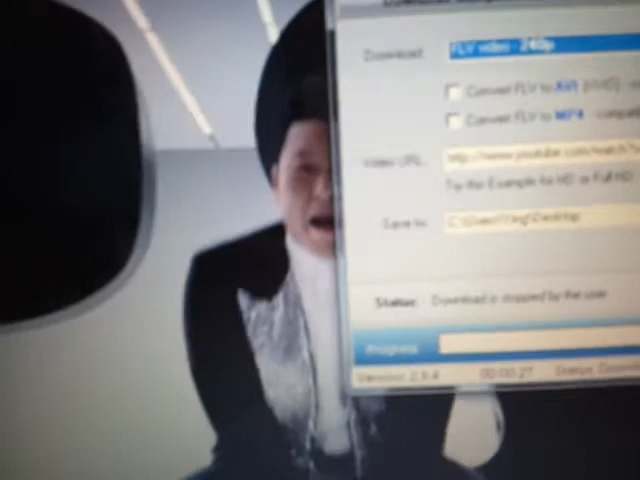 Download:
FLV video - 240p
Convert FLV to AVI
Convert FLV to MP4
Video URL:
http://www.youtube.com/watch?
Try the Example for HD or Full HD
Save to:
Status: Download is stopped by the user
Progress:
Version: 2.9.4 00:00:27 Status: